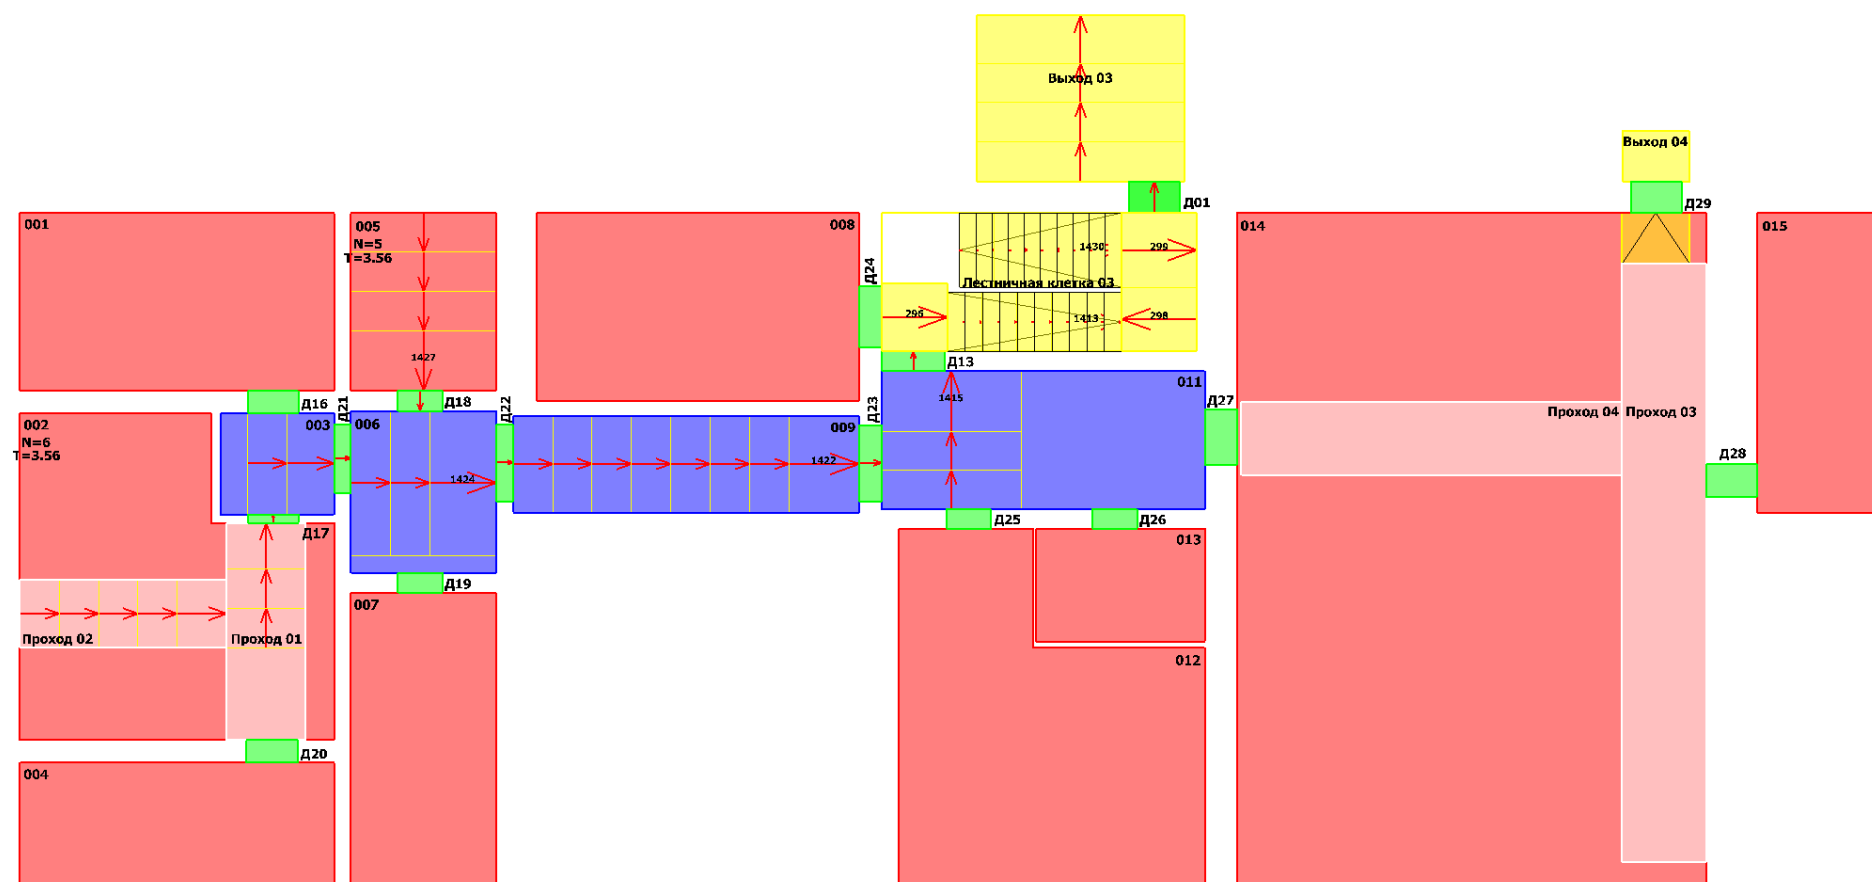 Выход 03
Выход 04
Д01
Д29
001
005
N=5
T=3.56
008
1430
299
014
015
Д24
Лестничная клетка 03
296
1413
298
1427
Д13
011
Д16
Д21
Д18
Д22
Д23
1415
Д27
Проход 04
Проход 03
002
N=6
T=3.56
003
006
009
1422
1424
Д28
Д17
Д25
Д26
013
Д19
007
Проход 02
Проход 01
012
Д20
004